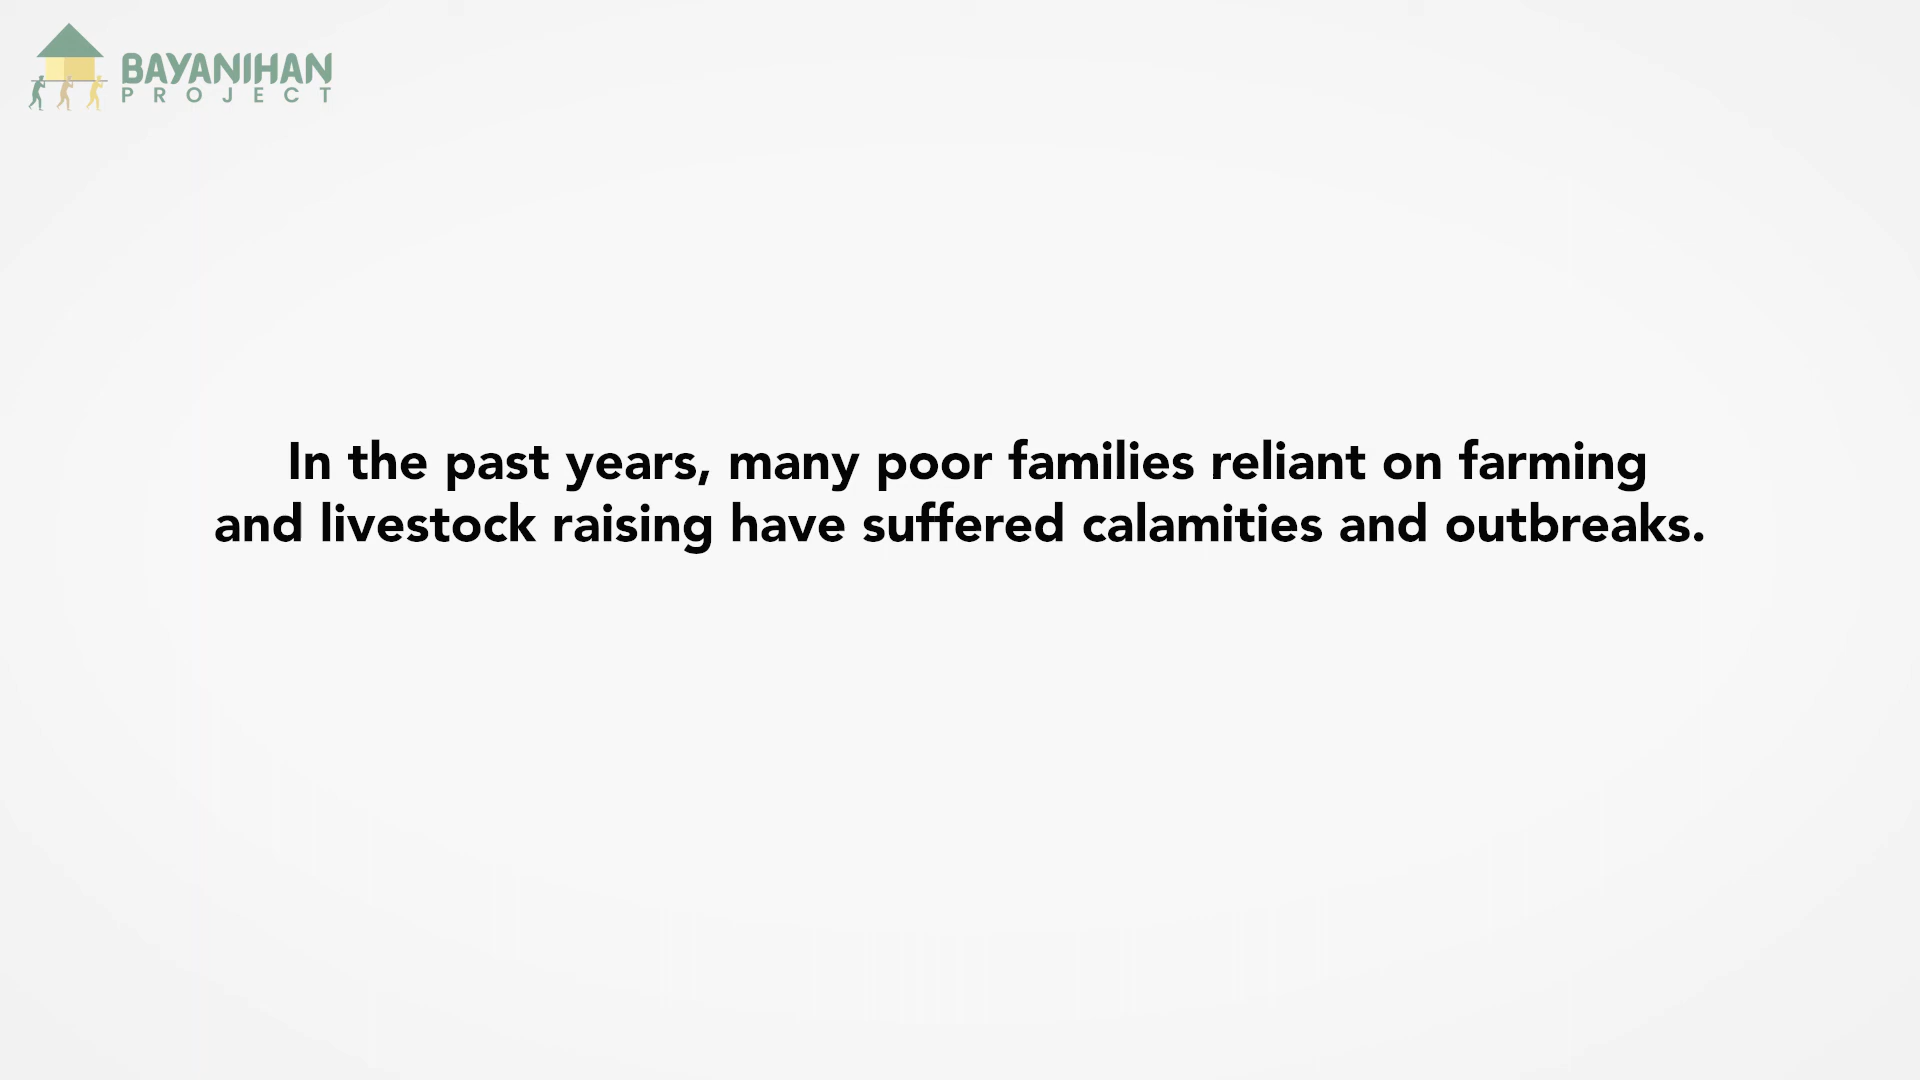 BAYANIHAN
PROJECT
In the past years, many poor families reliant on farming
and livestock raising have suffered calamities and outbreaks.